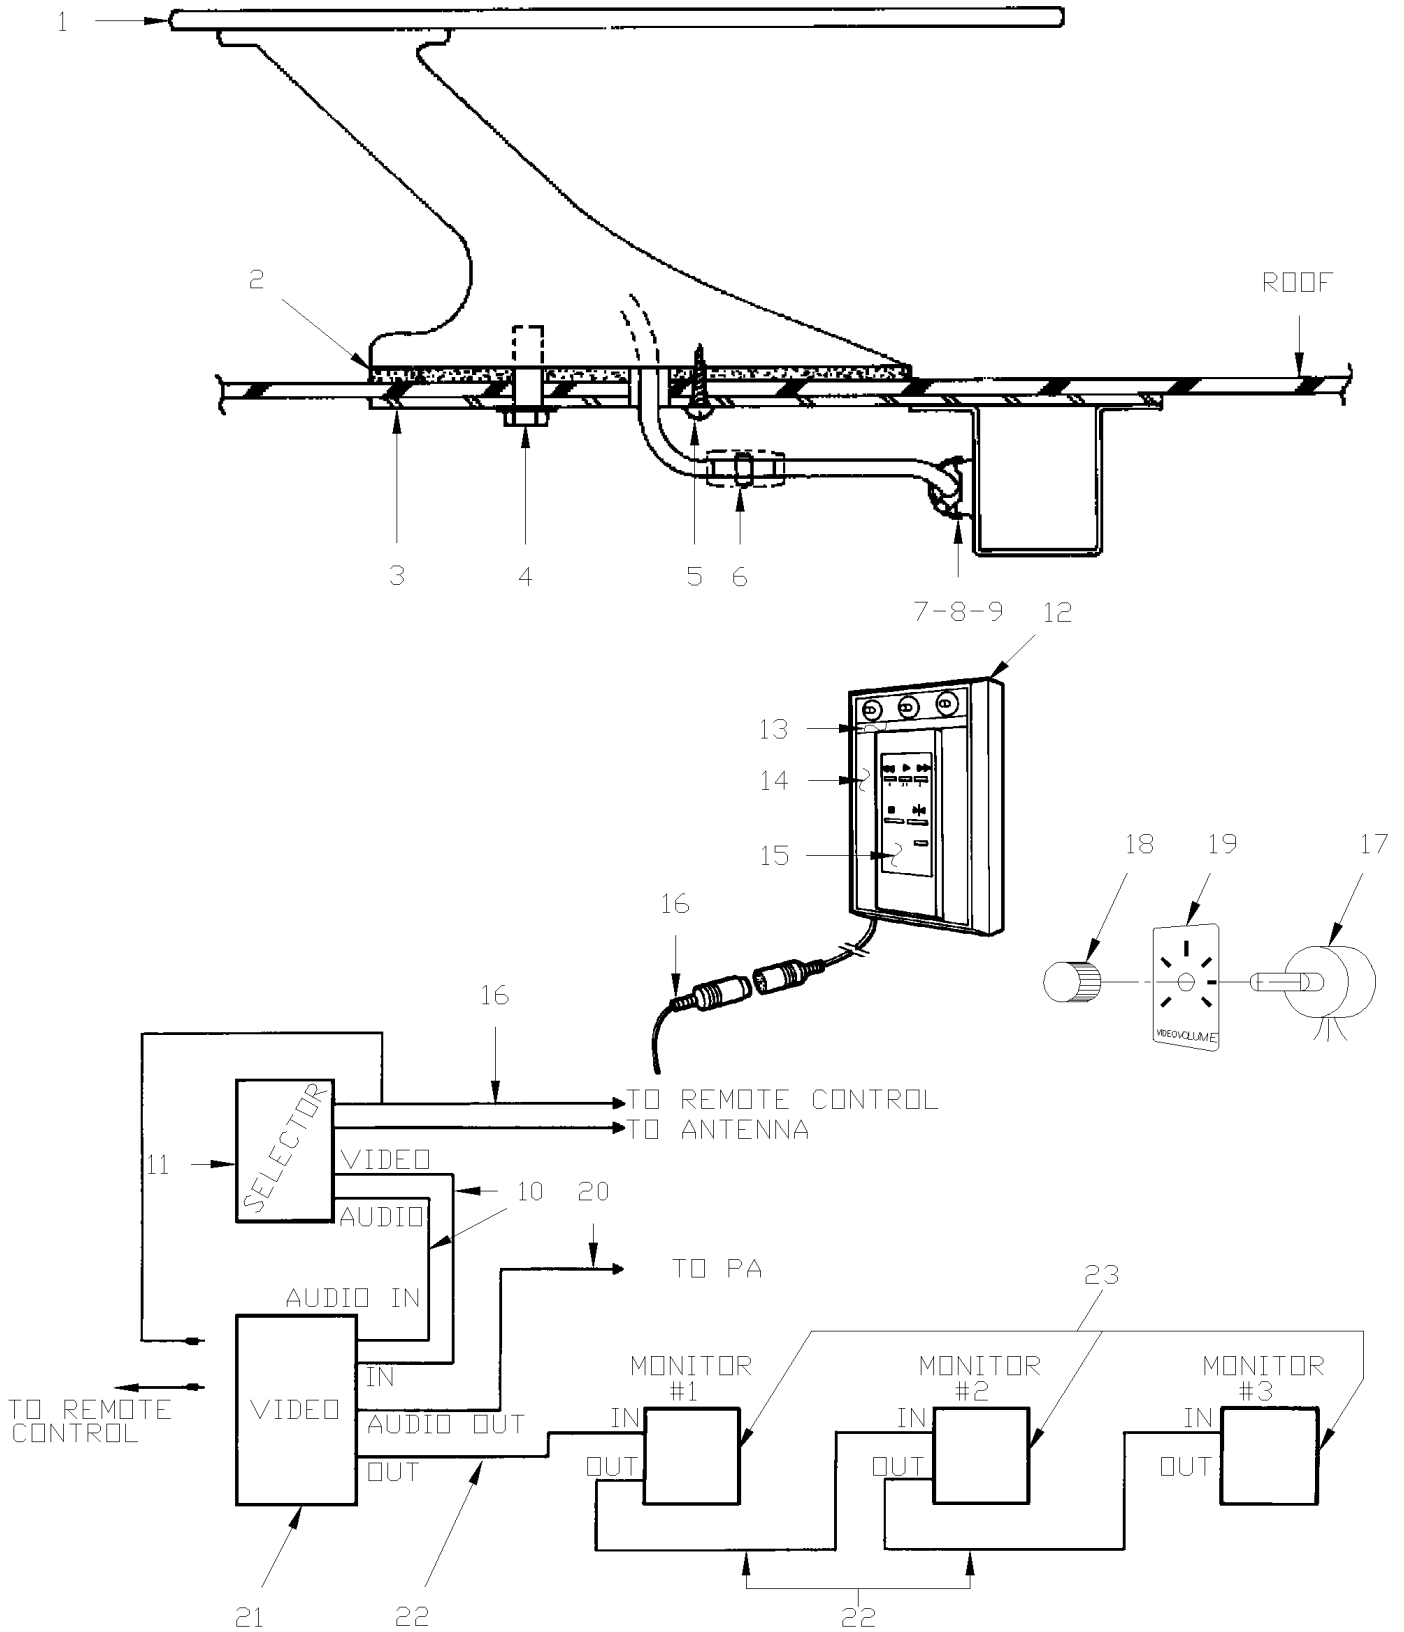 1
2
ROOF
3
4
5
6
7-8-9
12
13
14
15
16
18
19
17
VIDEO VOLUME
16
TO REMOTE CONTROL
TO ANTENNA
11
SELECTOR
VIDEO
10
20
AUDIO
TO PA
AUDIO IN
23
IN
VIDEO
TO REMOTE
CONTROL
AUDIO OUT
OUT
MONITOR
#1
IN
OUT
MONITOR
#2
IN
OUT
MONITOR
#3
IN
OUT
21
22
22